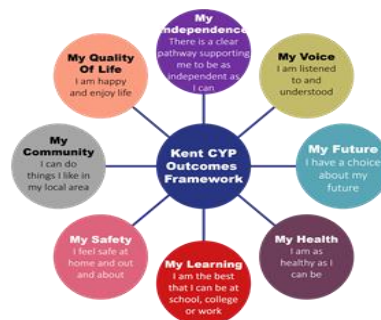 My
Independence
There is a clear
pathway supporting
me to be as
independent as
I can
My Quality
Of Life
I am happy
and enjoy life
My Voice
I am listened
to and
understood
My
Community
I can do
things I like in
my local area
Kent CYP
Outcomes
Framework
My Future
I have a choice
about my
future
My Safety
I feel safe at
home and out
and about
My Health
I am as
healthy as I
can be
My Learning
I am the best
that I can be at
school, college
or work